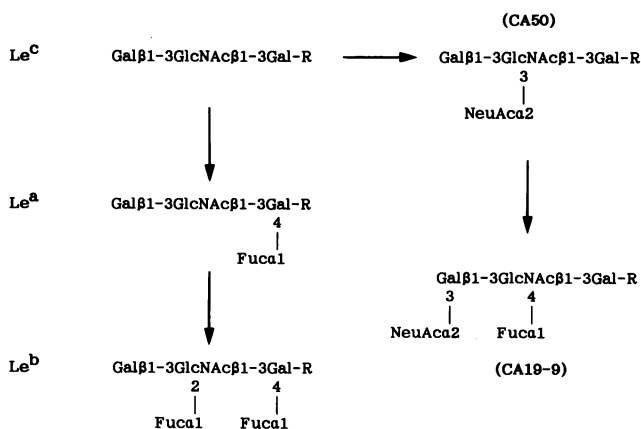 (CA50)
Le^c Galβ1-3GlcNAcβ1-3Gal-R Galβ1-3GlcNAcβ1-3Gal-R
3
NeuAcα2
Le^a Galβ1-3GlcNAcβ1-3Gal-R
4
Fucα1
Galβ1-3GlcNAcβ1-3Gal-R
3 4
NeuAcα2 Fucα1
Le^b Galβ1-3GlcNAcβ1-3Gal-R
(CA19-9)
2 4
Fucα1 Fucα1